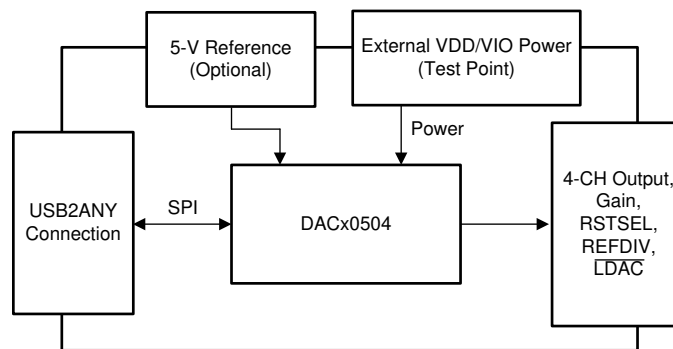 5-V Reference
(Optional)
External VDD/VIO Power
(Test Point)
Power
USB2ANY
Connection
SPI
DACx0504
4-CH Output,
Gain,
RSTSEL,
REFDIV,
LDAC